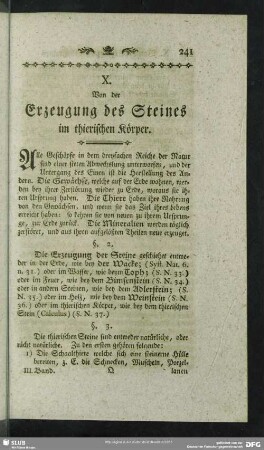 241
X.
Von der
Erzeugung des Steines
im thierischen Körper.
Alle Geschöpfe in dem dreyfachen Reiche der Natur
sind einer steten Abwechslung unterworfen, und der
Untergang des Einen ist die Herstellung des An-
dern. Die Gewächse, welche auf der Erde wohnen, wer-
den bey ihrer Zerstörung wieder zu Erde, woraus sie ih-
ren Ursprung haben. Die Thiere haben ihre Nahrung
von den Gewächsen, und wenn sie das Ziel ihres Lebens
erreicht haben: so kehren sie von neuem zu ihrem Ursprun-
ge, zur Erde zurück. Die Mineralien werden täglich
zerstöret, und aus ihren aufgelößten Theilen neu erzeuget.
§. 2.
Die Erzeugung der Steine geschiehet entwe-
der in der Erde, wie bey der Wacke; (Syst. Nat. 6.
n. 31.) oder im Wasser, wie beym Toph; (S. N. 33.)
oder im Feuer, wie bey dem Bimsenstein (S. N. 34.)
oder in andern Steinen, wie bey dem Adlerstein; (S.
N. 35.) oder im Holz, wie bey dem Weinstein (S. N.
36.) oder im thierischen Körper, wie bey dem thierischen
Stein (Calculus) (S. N. 37.)
§. 3.
Die thierischen Steine sind entweder natürliche, oder
nicht natürliche. Zu den ersten gehören folgende:
1) Die Schaalthiere welche sich eine steinerne Hülle
bereiten, z. E. die Schnecken, Muscheln, Porzel-
III. Band. Q lanen
SLUB
DFG